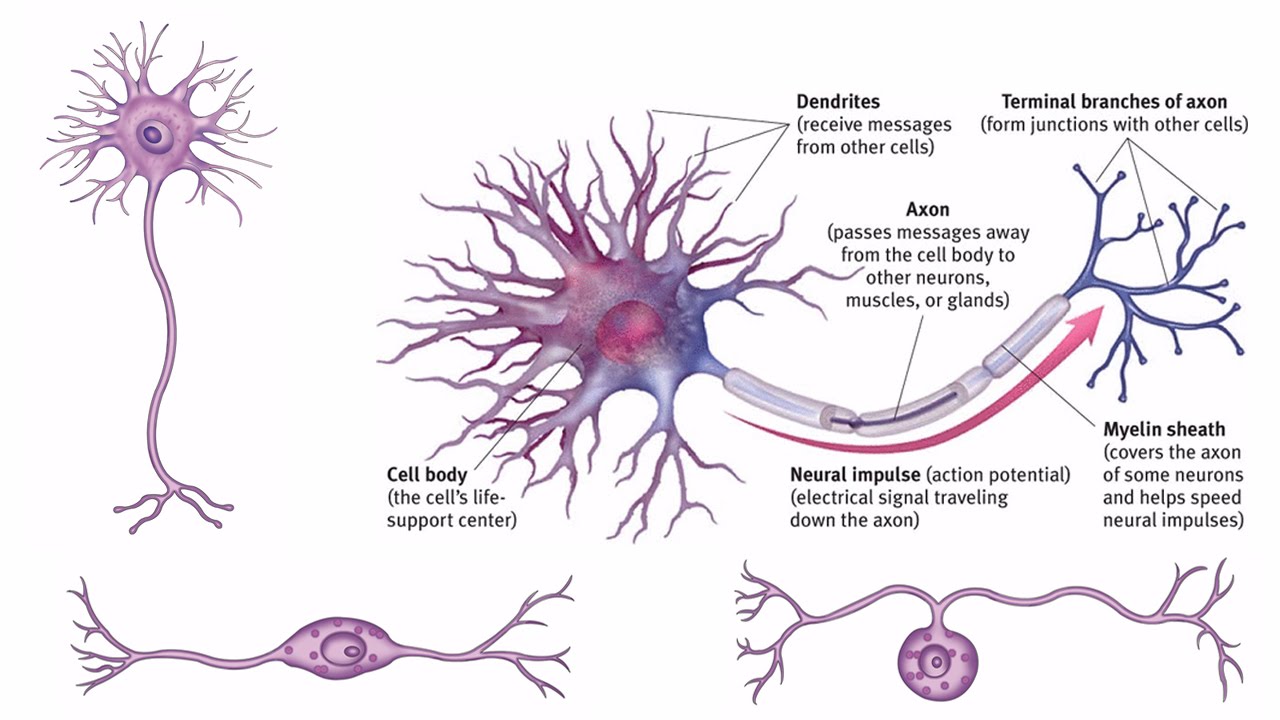 Dendrites
(receive messages
from other cells)
Terminal branches of axon
(form junctions with other cells)
Axon
(passes messages away
from the cell body to
other neurons,
muscles, or glands)
Cell body
(the cell’s life-
support center)
Neural impulse (action potential)
(electrical signal traveling
down the axon)
Myelin sheath
(covers the axon
of some neurons
and helps speed
neural impulses)